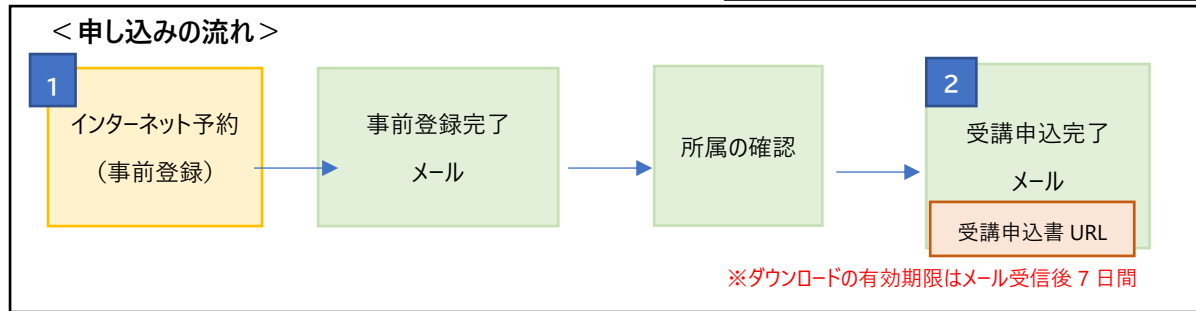 ＜申し込みの流れ＞
1
インターネット予約
（事前登録）
事前登録完了
メール
所属の確認
2
受講申込完了
メール
受講申込書 URL
※ダウンロードの有効期限はメール受信後 7 日間